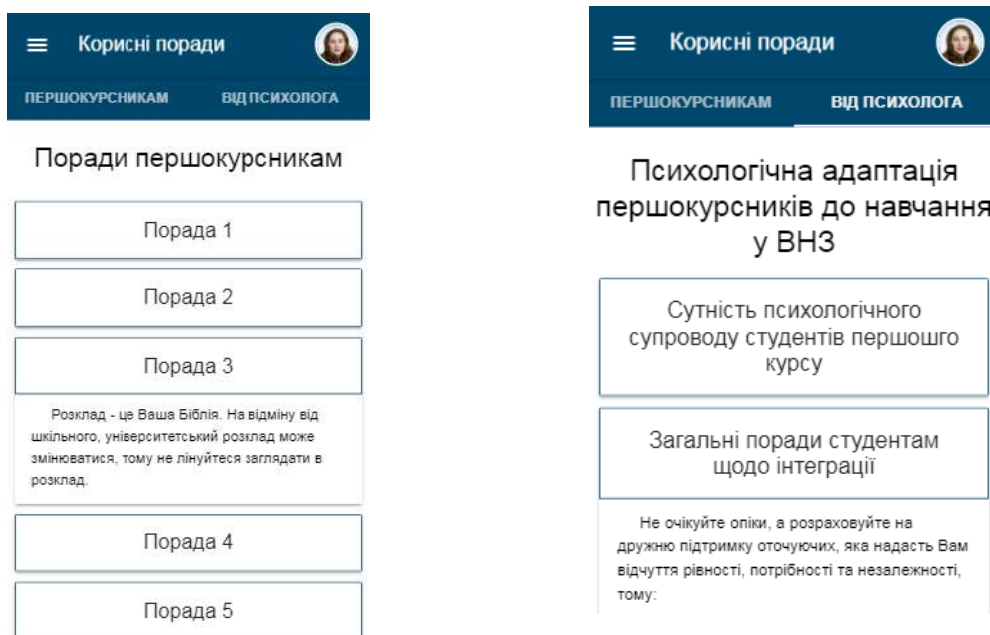 Корисні поради
ПЕРШОКУРСНИКАМ ВІД ПСИХОЛОГА
Поради першокурсникам
Порада 1
Порада 2
Порада 3
Розклад - це Ваша Біблія. На відміну від
шкільного, університетський розклад може
змінюватися, тому не лінуйтеся заглядати в
розклад.
Порада 4
Порада 5
Корисні поради
ПЕРШОКУРСНИКАМ ВІД ПСИХОЛОГА
Психологічна адаптація
першокурсників до навчання
у ВНЗ
Сутність психологічного
супроводу студентів першошго
курсу
Загальні поради студентам
щодо інтеграції
Не очікуйте опіки, а розраховуйте на
дружню підтримку оточуючих, яка надасть Вам
відчуття рівності, потрібності та незалежності,
тому: